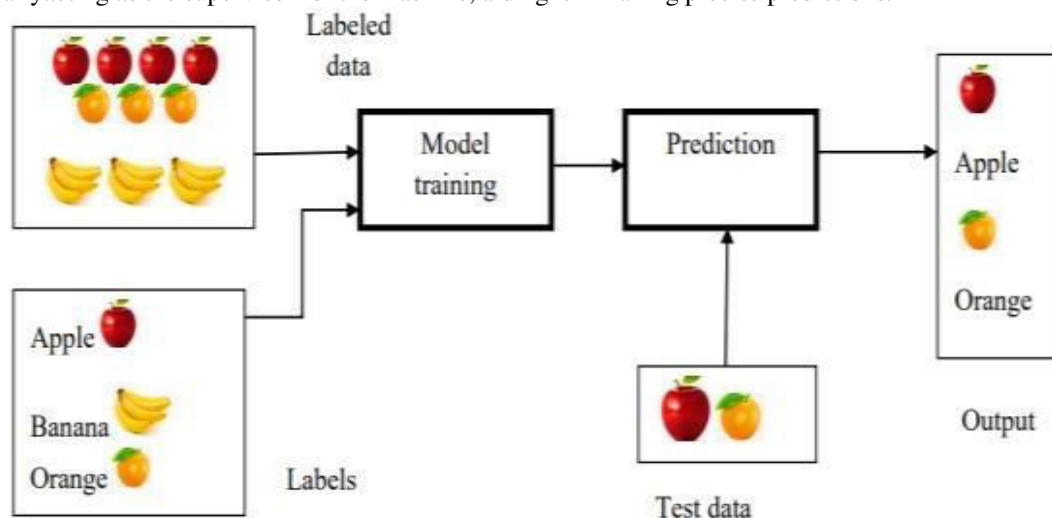 Labeled
data
Model
training
Prediction
Apple
Orange
Apple
Banana
Orange
Labels
Test data
Output